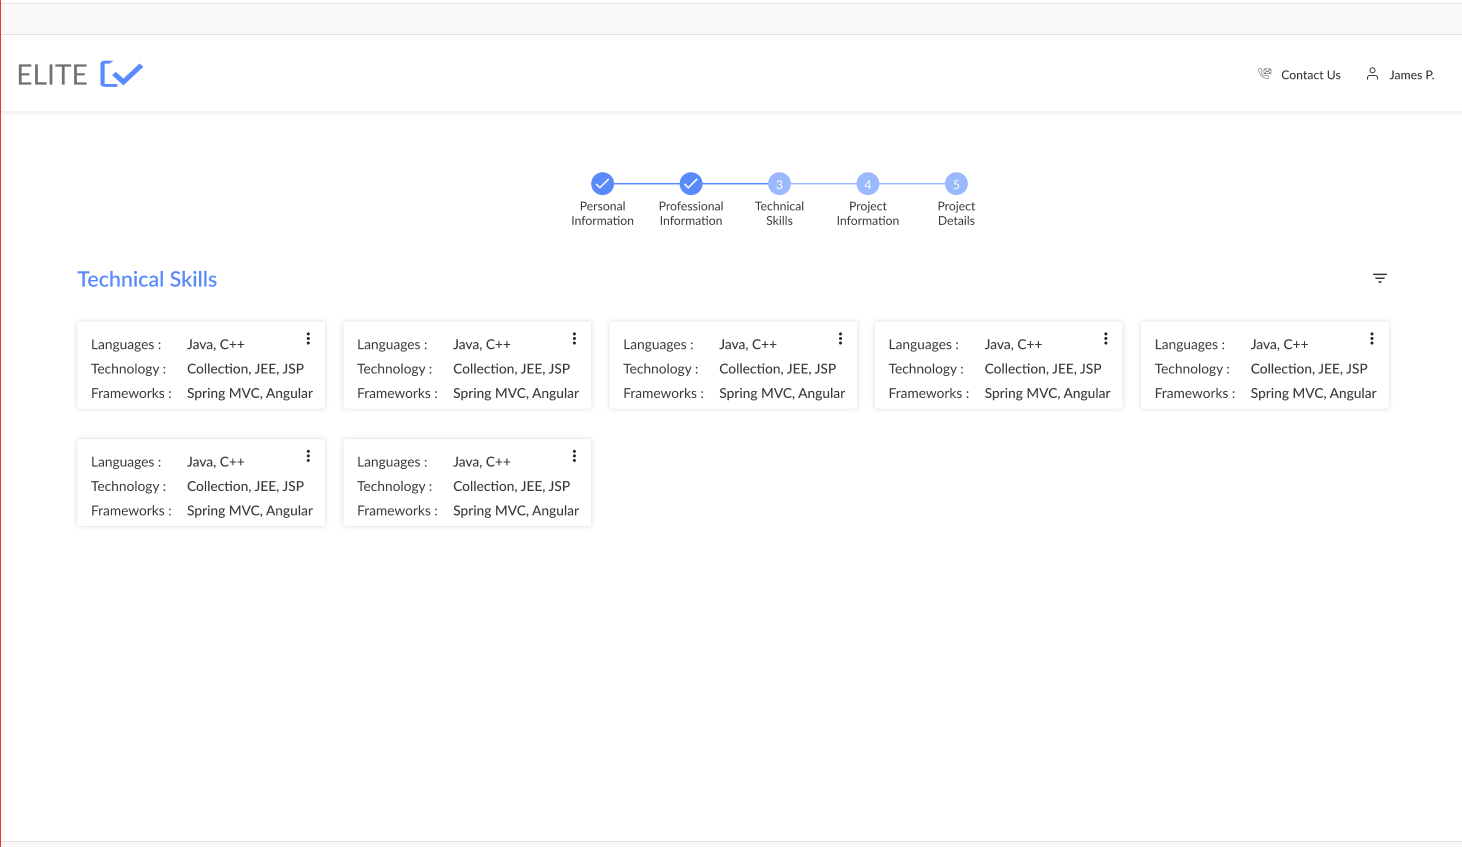 ELITE
Contact Us James P.
3 4 5
Personal Information
Professional Information
Technical Skills
Project Information
Project Details
Technical Skills
Languages : Java, C++
Technology : Collection, JEE, JSP
Frameworks : Spring MVC, Angular
Languages : Java, C++
Technology : Collection, JEE, JSP
Frameworks : Spring MVC, Angular
Languages : Java, C++
Technology : Collection, JEE, JSP
Frameworks : Spring MVC, Angular
Languages : Java, C++
Technology : Collection, JEE, JSP
Frameworks : Spring MVC, Angular
Languages : Java, C++
Technology : Collection, JEE, JSP
Frameworks : Spring MVC, Angular
Languages : Java, C++
Technology : Collection, JEE, JSP
Frameworks : Spring MVC, Angular
Languages : Java, C++
Technology : Collection, JEE, JSP
Frameworks : Spring MVC, Angular